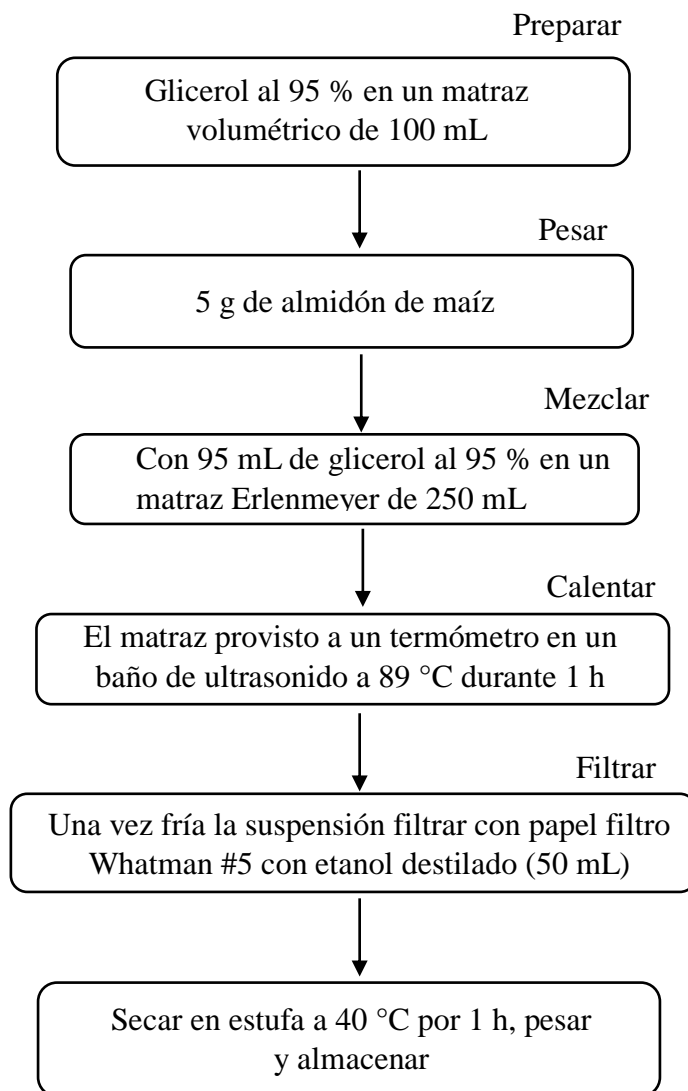 Preparar
Glicerol al 95 % en un matraz
volumétrico de 100 mL
Pesar
5 g de almidón de maíz
Mezclar
Con 95 mL de glicerol al 95 % en un
matraz Erlenmeyer de 250 mL
Calentar
El matraz provisto a un termómetro en un
baño de ultrasonido a 89 °C durante 1 h
Filtrar
Una vez fría la suspensión filtrar con papel filtro
Whatman #5 con etanol destilado (50 mL)
Secar en estufa a 40 °C por 1 h, pesar
y almacenar